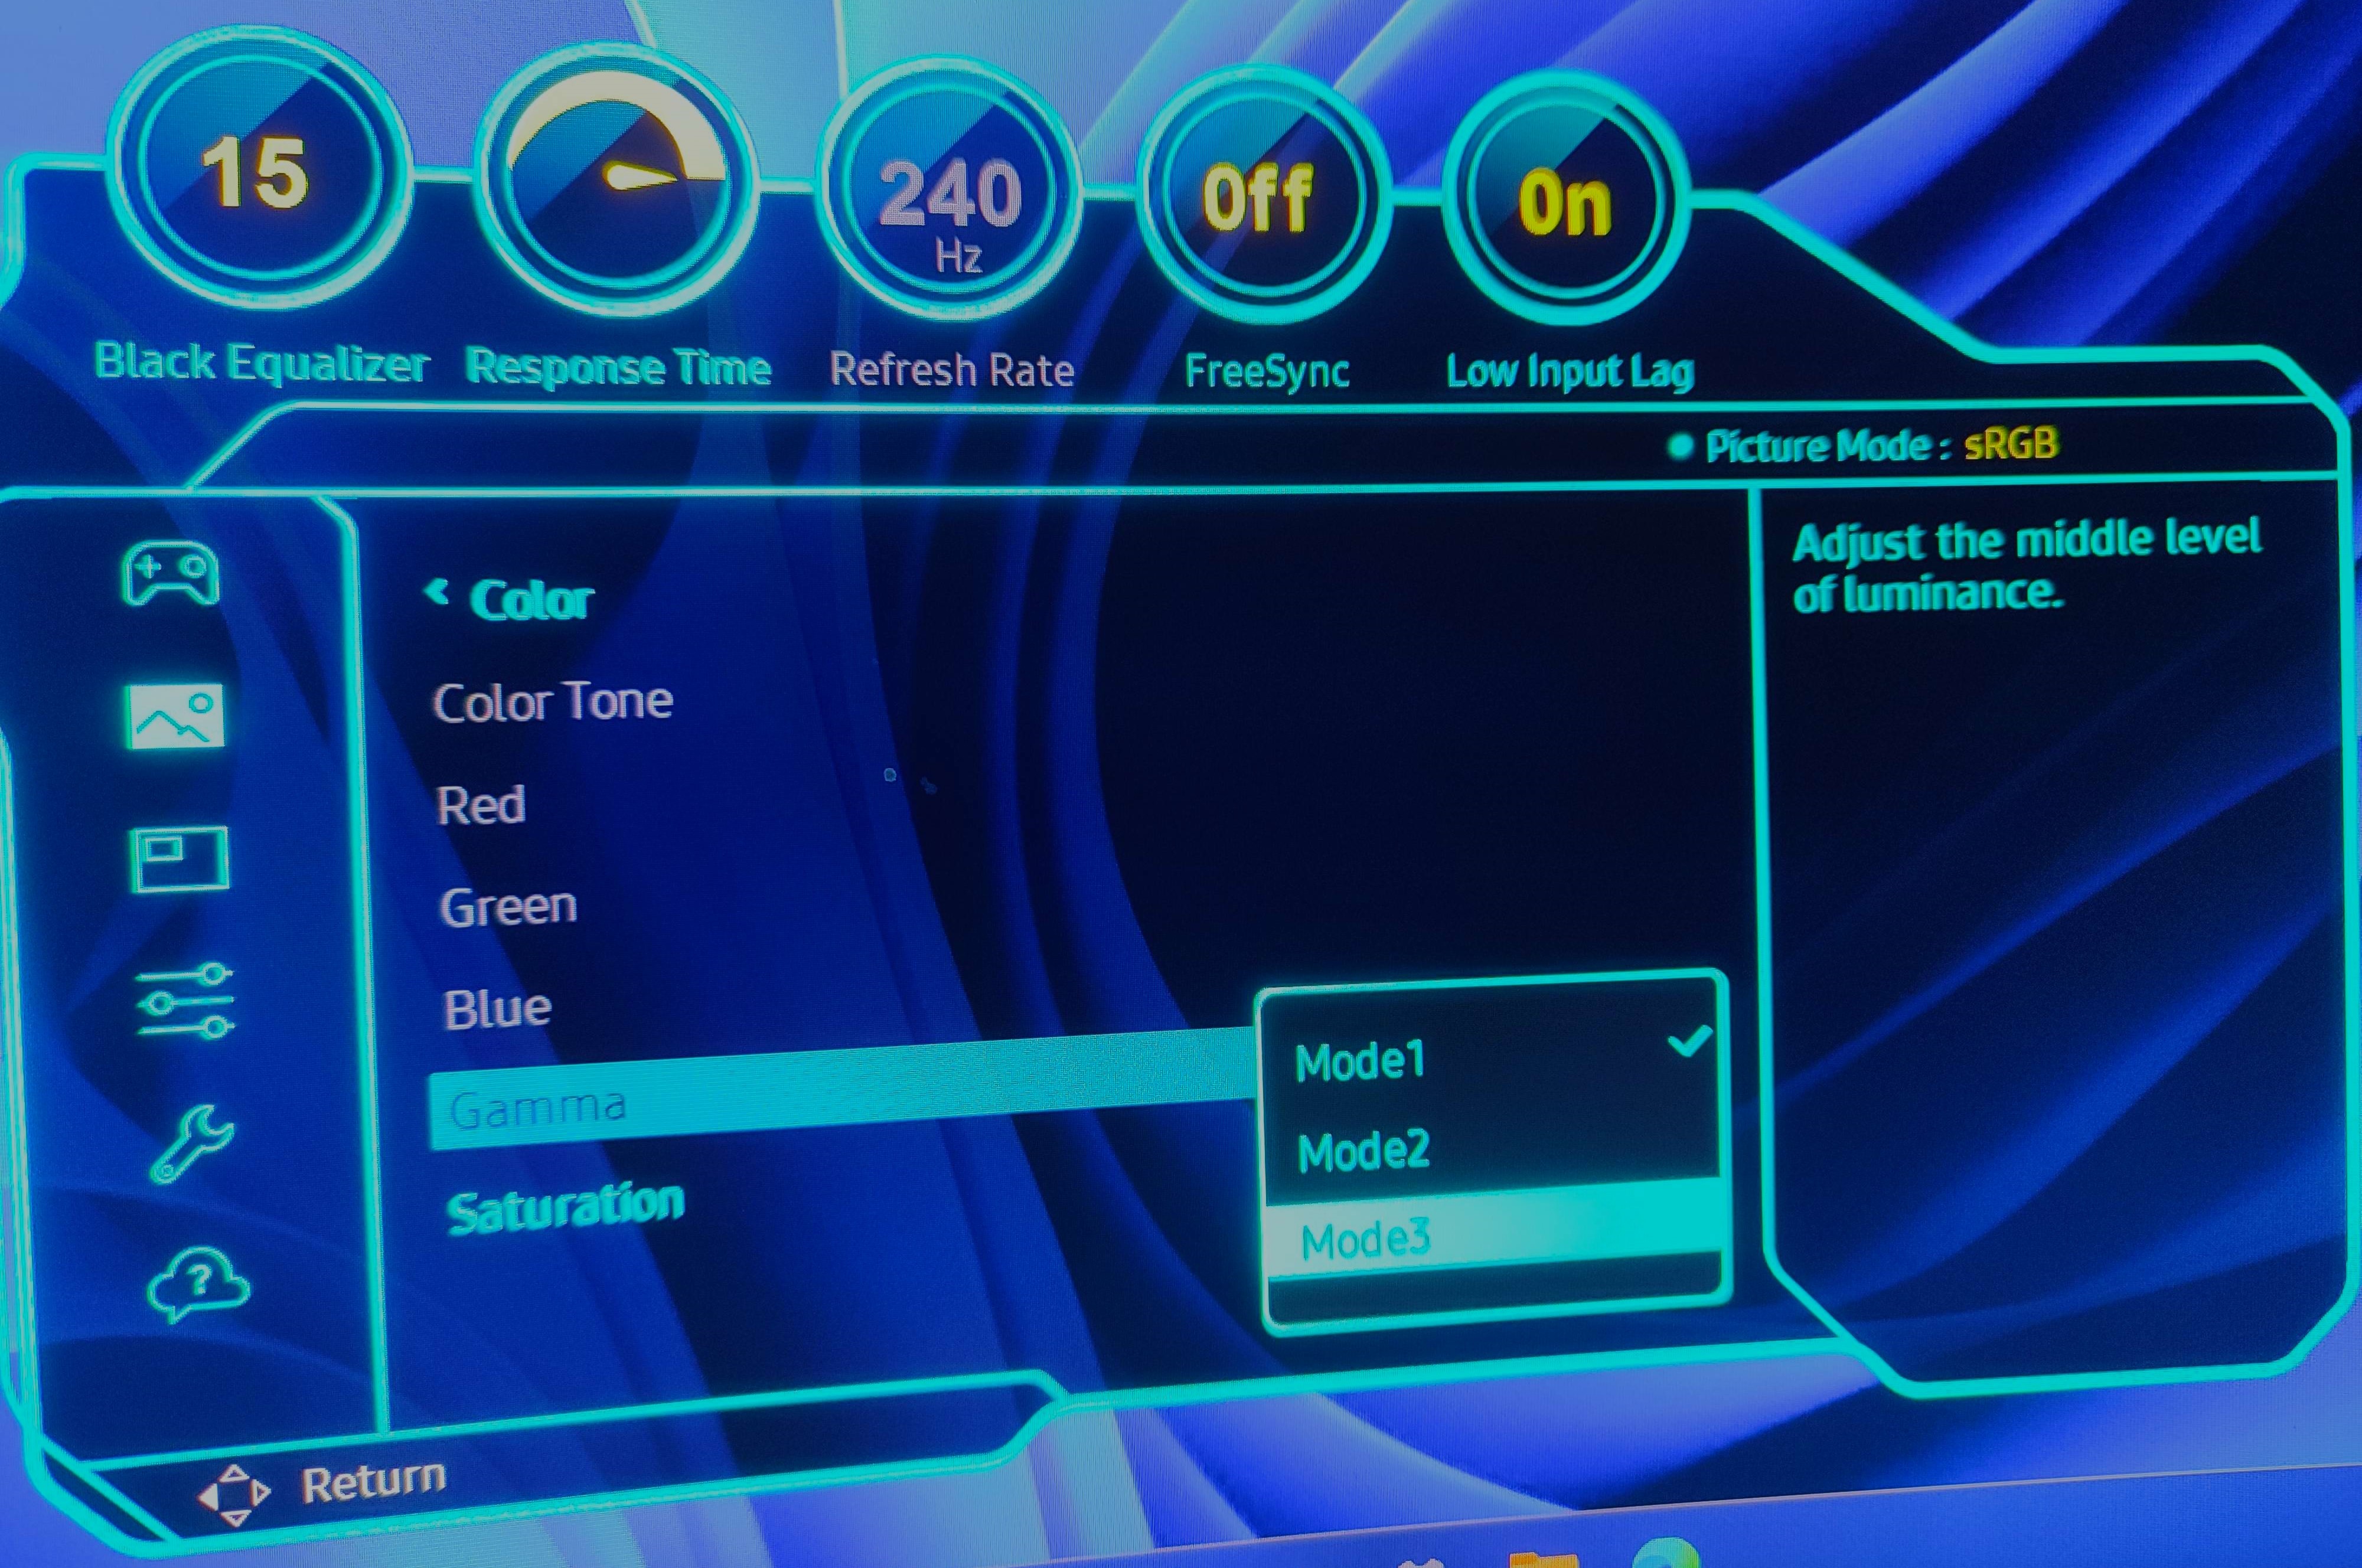 15
240
Hz
Off
On
Black Equalizer
Response Time
Refresh Rate
FreeSync
Low Input Lag
Picture Mode : sRGB
Adjust the middle level
of luminance.
Color
Color Tone
Red
Green
Blue
Gamma
Saturation
Mode1
Mode2
Mode3
?
Return